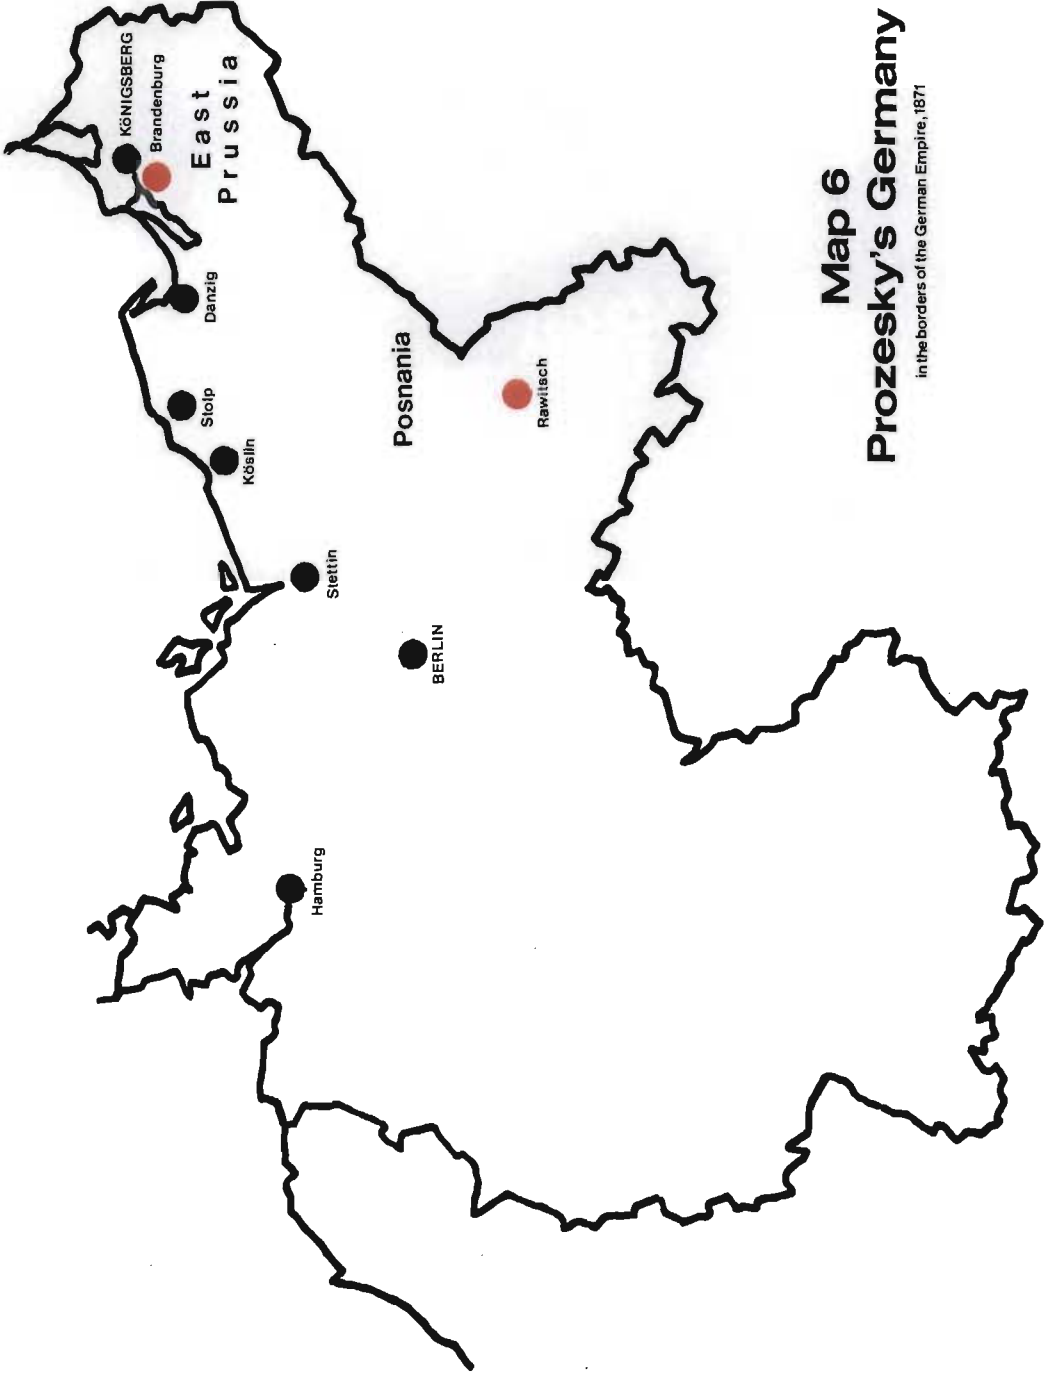 Map 6
Prozesky's Germany
in the borders of the German Empire, 1871
KöNIGSBERG
Brandenburg
East
Prussia
Danzig
Stolp
Köslin
Stettin
Posnania
Rawitsch
BERLIN
Hamburg